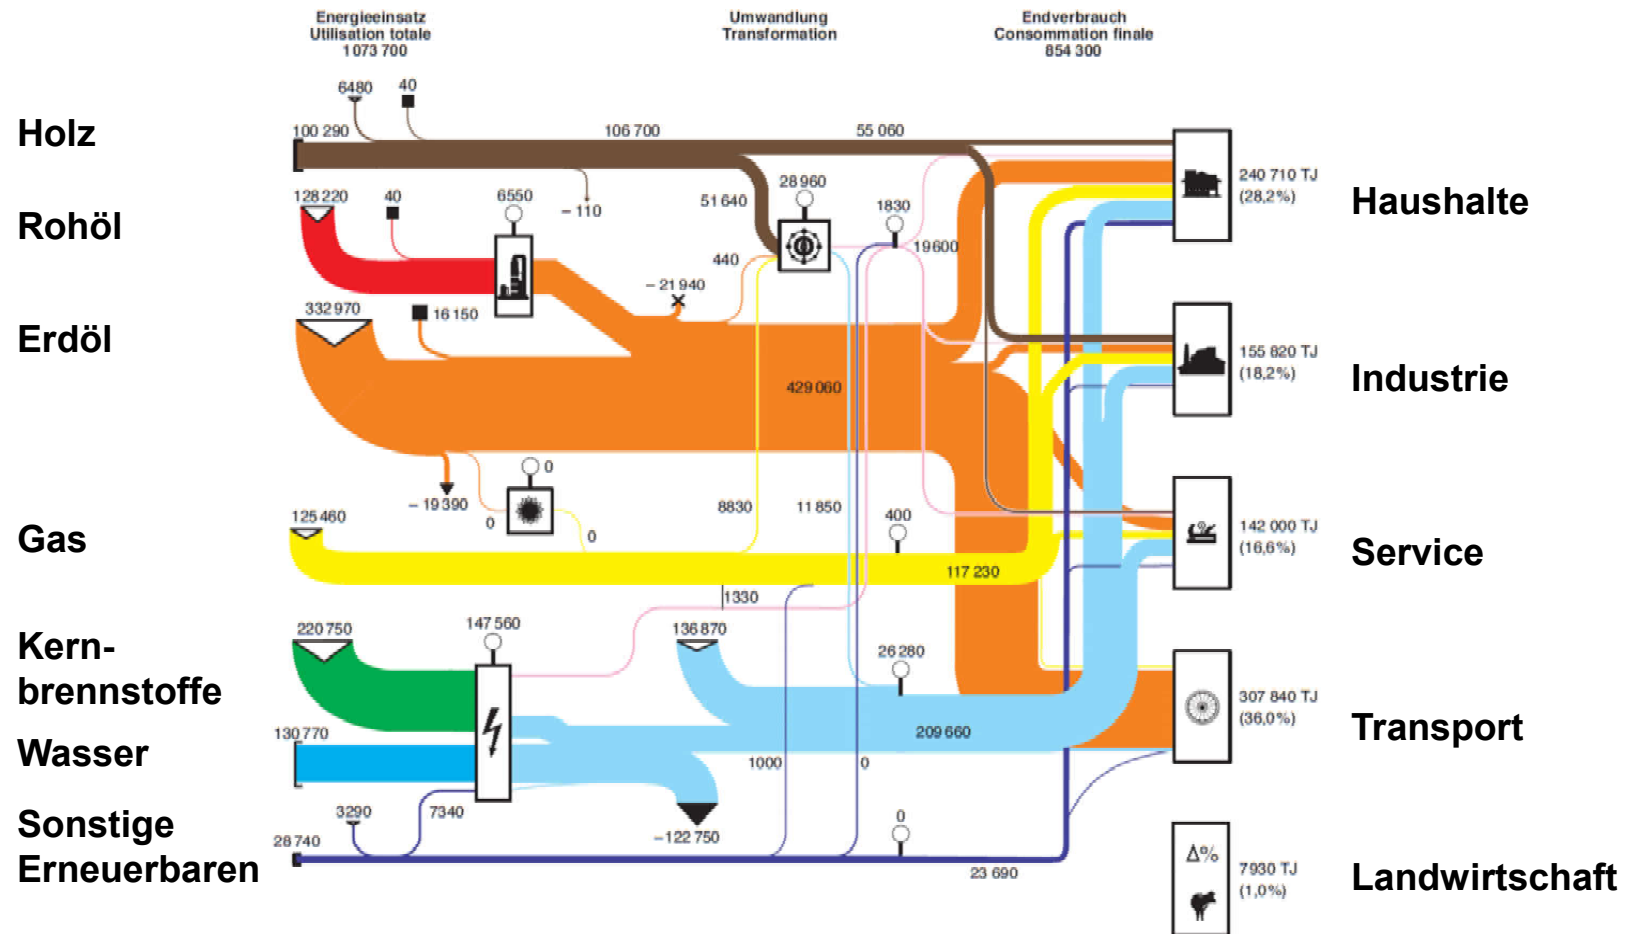 Energieeinsatz
Utilisation totale
1 073 700
Umwandlung
Transformation
Endverbrauch
Consommation finale
854 300
6480
40
Holz
100 290
106 700
55 060
128 220
40
6550
– 110
51 640
28 960
1830
240 710 TJ
(28,2%)
Haushalte
Rohöl
19600
440
– 21 940
332 970
16 150
Erdöl
155 820 TJ
(18,2%)
Industrie
429 060
0
– 19 390
0
0
8830
11 850
400
125 460
Gas
142 000 TJ
(16,6%)
Service
117 230
1330
220 750
147 560
136 870
26 280
Kern-
brennstoffe
307 840 TJ
(36,0%)
Transport
130 770
Wasser
209 660
1000
0
3290
7340
–122 750
0
Sonstige
Erneuerbaren
28 740
23 690
Δ%
7930 TJ
(1,0%)
Landwirtschaft